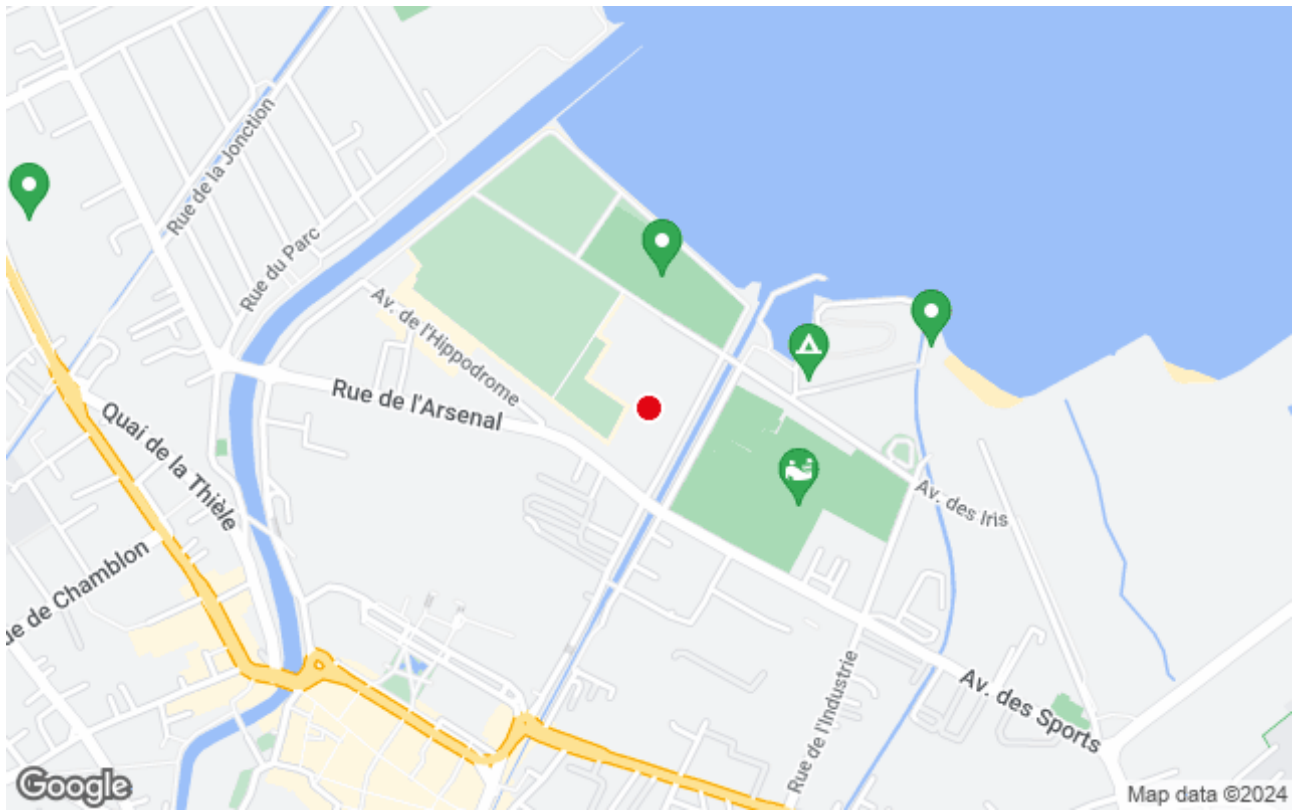 Rue de la Jonction
Rue du Parc
Av. de l'Hippodrome
Rue de l'Arsenal
Quai de la Thièle
ue de Chamblon
Av. des Iris
Rue de l'Industrie
Av. des Sports
Google
Map data ©2024